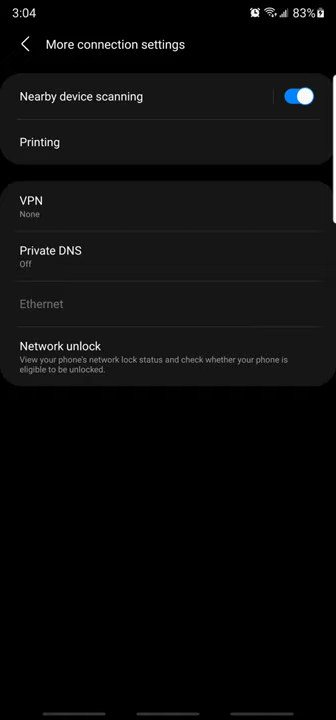 3:04
83%
More connection settings
Nearby device scanning
Printing
VPN
None
Private DNS
Off
Ethernet
Network unlock
View your phone's network lock status and check whether your phone is
eligible to be unlocked.